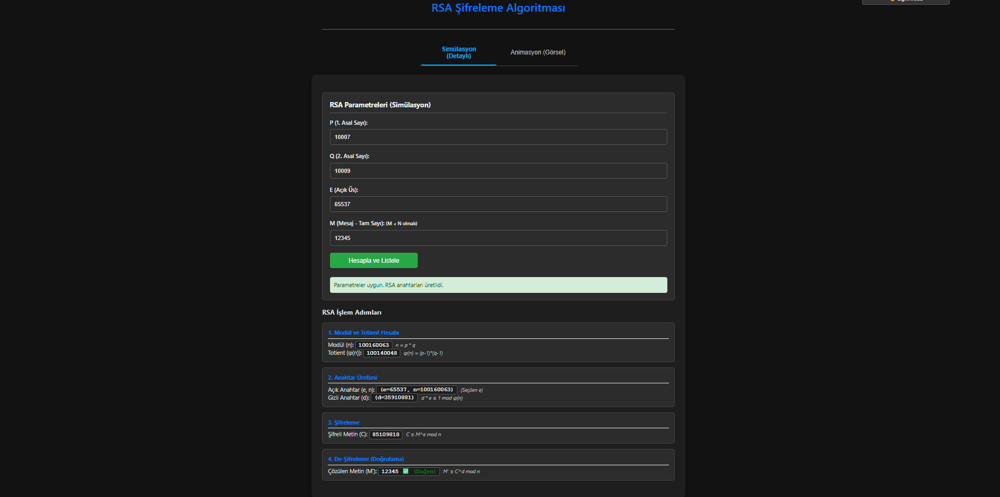 RSA Şifreleme Algoritması
Simülasyon
(Detaylı)
Animasyon (Görsel)
RSA Parametreleri (Simülasyon)
P (1. Asal Sayı):
10007
Q (2. Asal Sayı):
10009
E (Açık Üs):
65537
M (Mesaj - Tam Sayı): (M < N olmalı)
12345
Hesapla ve Listele
Parametreler uygun. RSA anahtarları üretildi.
RSA İşlem Adımları
1. Modül ve Totient Hesabı
Modül (n): 100160063 n = p * q
Totient (φ(n)): 100140048 φ(n) = (p-1)*(q-1)
2. Anahtar Üretimi
Açık Anahtar (e, n): (e=65537, n=100160063) (Seçilen e)
Gizli Anahtar (d): (d=35910881) d * e ≡ 1 mod φ(n)
3. Şifreleme
Şifreli Metin (C): 85109818 C ≡ M^e mod n
4. De-Şifreleme (Doğrulama)
Çözülen Metin (M'): 12345 ✅ (Doğru) M' ≡ C^d mod n